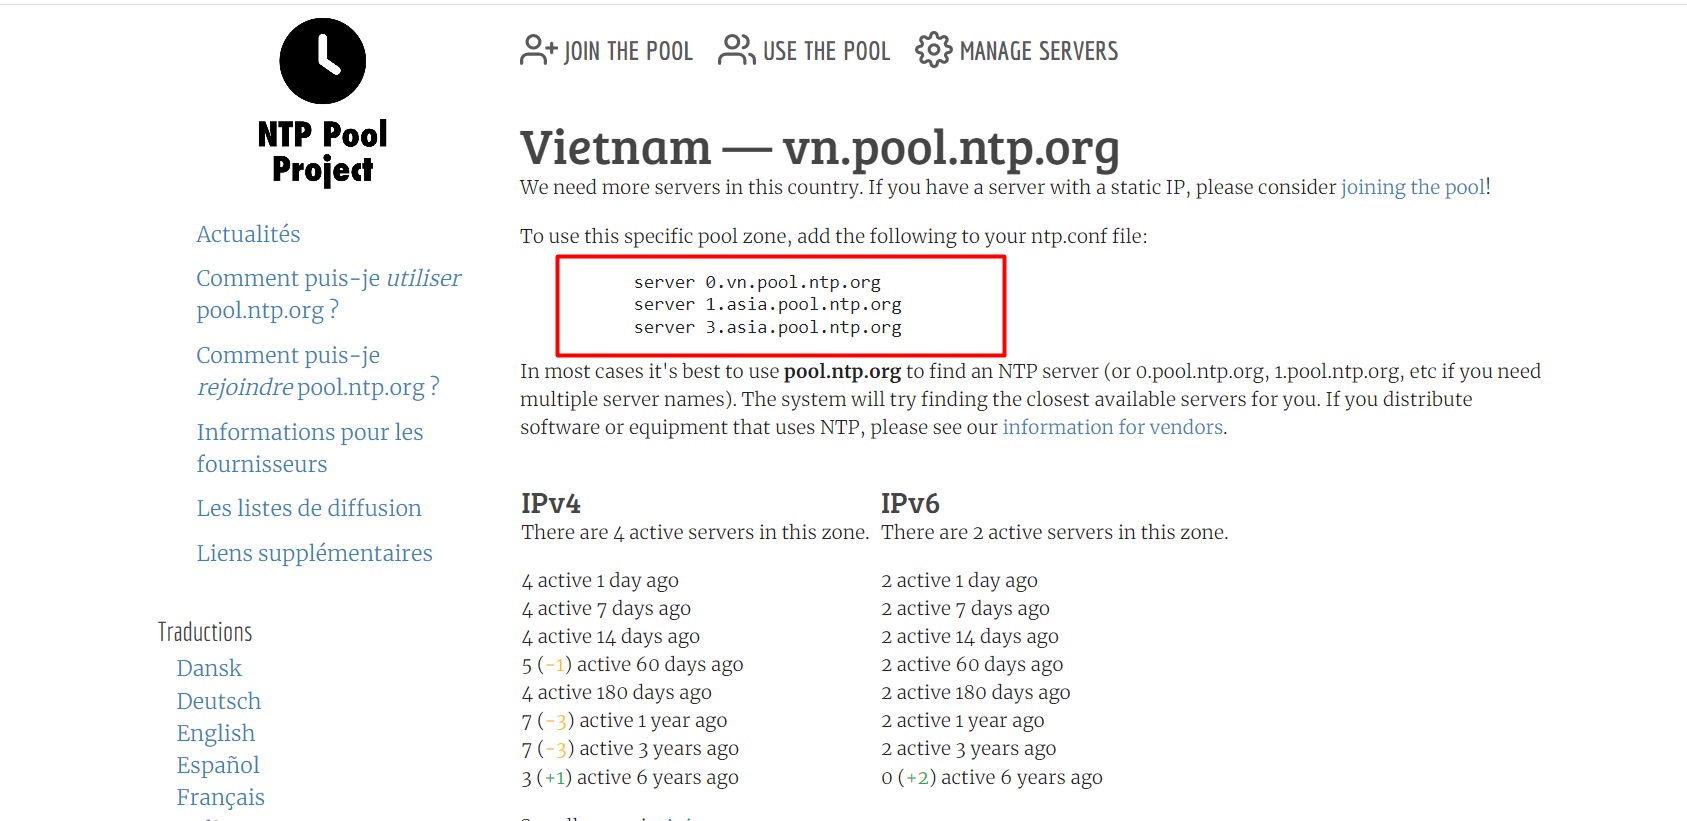 NTP Pool
Project
JOIN THE POOL
USE THE POOL
MANAGE SERVERS
Actualités
Comment puis-je utiliser
pool.ntp.org ?
Comment puis-je
rejoindre pool.ntp.org ?
Informations pour les
fournisseurs
Les listes de diffusion
Liens supplémentaires
Traductions
Dansk
Deutsch
English
Español
Français
Vietnam — vn.pool.ntp.org
We need more servers in this country. If you have a server with a static IP, please consider joining the pool!
To use this specific pool zone, add the following to your ntp.conf file:
server 0.vn.pool.ntp.org
server 1.asia.pool.ntp.org
server 3.asia.pool.ntp.org
In most cases it's best to use pool.ntp.org to find an NTP server (or 0.pool.ntp.org, 1.pool.ntp.org, etc if you need
multiple server names). The system will try finding the closest available servers for you. If you distribute
software or equipment that uses NTP, please see our information for vendors.
IPv4
There are 4 active servers in this zone.
4 active 1 day ago
4 active 7 days ago
4 active 14 days ago
5 (-1) active 60 days ago
4 active 180 days ago
7 (-3) active 1 year ago
7 (-3) active 3 years ago
3 (+1) active 6 years ago
IPv6
There are 2 active servers in this zone.
2 active 1 day ago
2 active 7 days ago
2 active 14 days ago
2 active 60 days ago
2 active 180 days ago
2 active 1 year ago
2 active 3 years ago
0 (+2) active 6 years ago